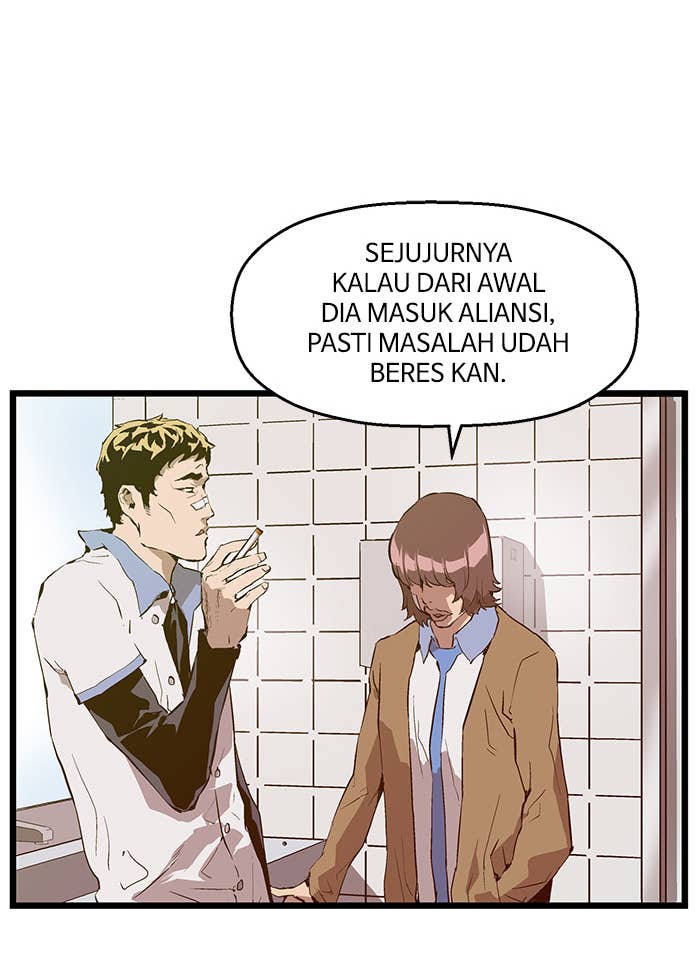 SEJUJURNYA
KALAU DARI AWAL
DIA MASUK ALIANSI,
PASTI MASALAH UDAH
BERES KAN.